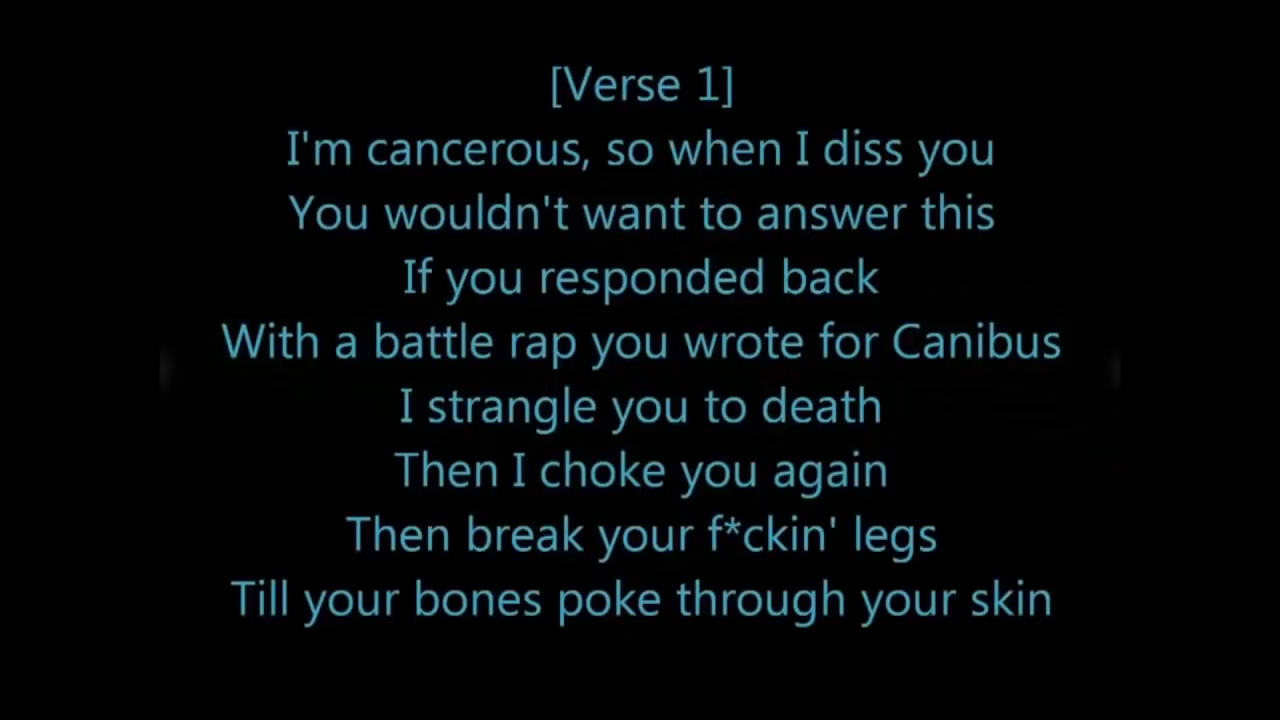 [Verse 1]
I'm cancerous, so when I diss you
You wouldn't want to answer this
If you responded back
With a battle rap you wrote for Canibus
I strangle you to death
Then I choke you again
Then break your f*ckin' legs
Till your bones poke through your skin